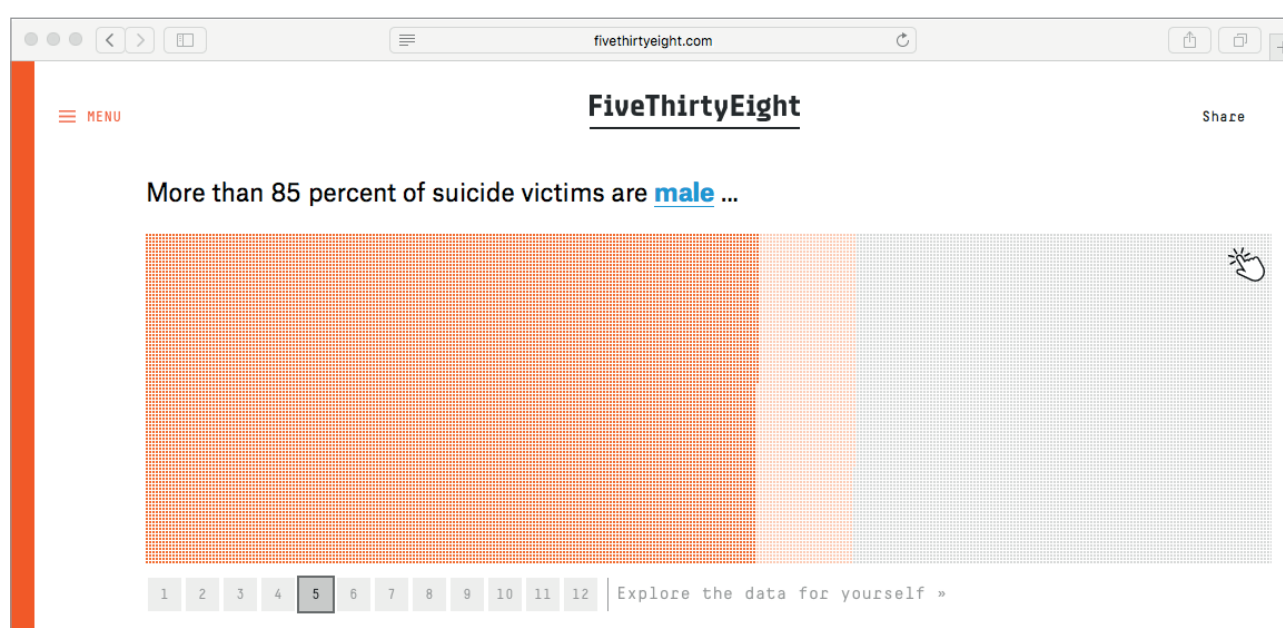 fivethirtyeight.com
FiveThirtyEight
MENU
Share
More than 85 percent of suicide victims are male ...
1 2 3 4 5 6 7 8 9 10 11 12 Explore the data for yourself »